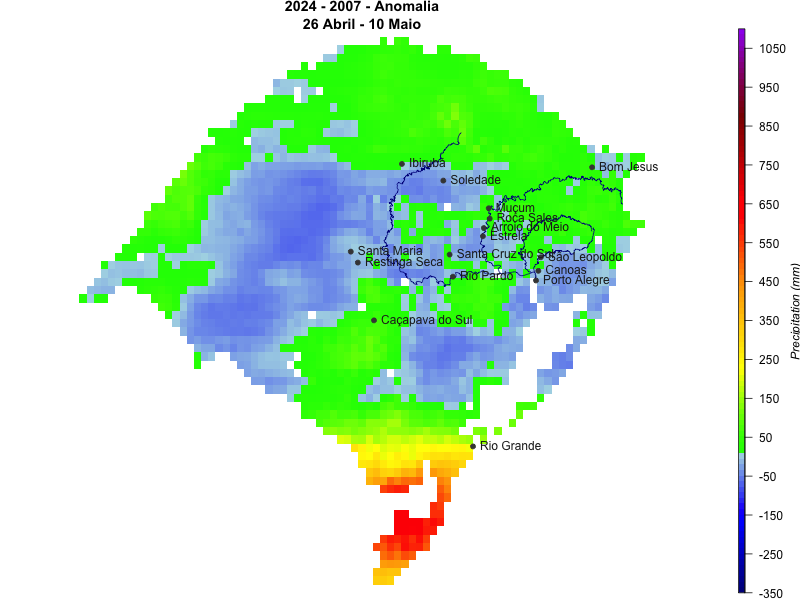 2024 - 2007 - Anomalia
26 Abril - 10 Maio
Ibirubá
Bom Jesus
Soledade
Muçum
Roca Sales
Arroio do Meio
Estrela
Santa Maria
Santa Cruz do Sul
São Leopoldo
Restinga Seca
Canoas
Rio Pardo
Porto Alegre
Caçapava do Sul
Rio Grande
1050
950
850
750
650
550
450
350
250
150
50
-50
-150
-250
-350
Precipitation (mm)